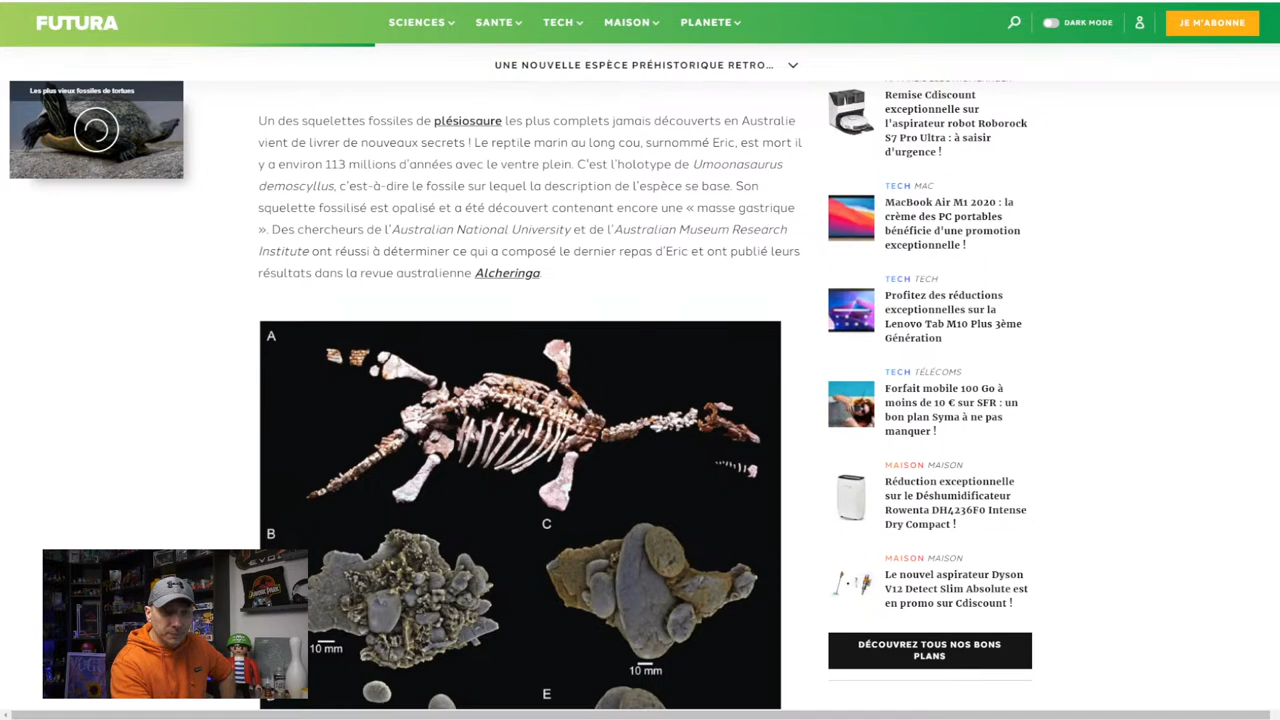 FUTURA
SCIENCES SANTE TECH MAISON PLANETE
DARK MODE
JE M'ABONNE
UNE NOUVELLE ESPÈCE PRÉHISTORIQUE RETRO...
Les plus vieux fossiles de tortues
Un des squelettes fossiles de plésiosaure les plus complets jamais découverts en Australie
vient de livrer de nouveaux secrets ! Le reptile marin au long cou, surnommé Eric, est mort il
y a environ 113 millions d'années avec le ventre plein. C'est l'holotype de Umoonasaurus
demoscyllus, c'est-à-dire le fossile sur lequel la description de l'espèce se base. Son
squelette fossilisé est opalisé et a été découvert contenant encore une « masse gastrique
». Des chercheurs de l'Australian National University et de l'Australian Museum Research
Institute ont réussi à déterminer ce qui a composé le dernier repas d'Eric et ont publié leurs
résultats dans la revue australienne Alcheringa.
A
B
C
10 mm
10 mm
E
JURASSIC PARK
Remise Cdiscount
exceptionnelle sur
l'aspirateur robot Roborock
S7 Pro Ultra : à saisir
d'urgence !
TECH MAC
MacBook Air M1 2020 : la
crème des PC portables
bénéficie d'une promotion
exceptionnelle !
TECH TECH
Profitez des réductions
exceptionnelles sur la
Lenovo Tab M10 Plus 3ème
Génération
TECH TÉLÉCOMS
Forfait mobile 100 Go à
moins de 10 € sur SFR : un
bon plan Syma à ne pas
manquer !
MAISON MAISON
Réduction exceptionnelle
sur le Déshumidificateur
Rowenta DH4236F0 Intense
Dry Compact !
MAISON MAISON
Le nouvel aspirateur Dyson
V12 Detect Slim Absolute est
en promo sur Cdiscount !
DÉCOUVREZ TOUS NOS BONS
PLANS